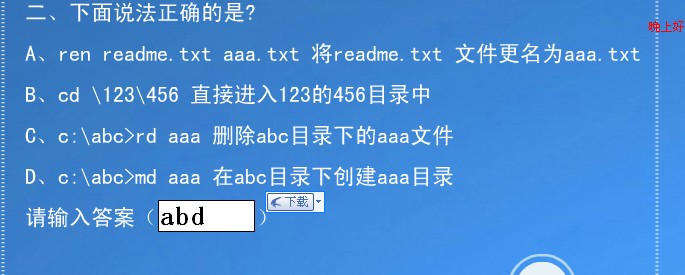 二、下面说法正确的是?
晚上好
A、ren readme.txt aaa.txt 将readme.txt 文件更名为aaa.txt
B、cd \123\456 直接进入123的456目录中
C、c:\abc>rd aaa 删除abc目录下的aaa文件
D、c:\abc>md aaa 在abc目录下创建aaa目录
请输入答案（abd）
下载